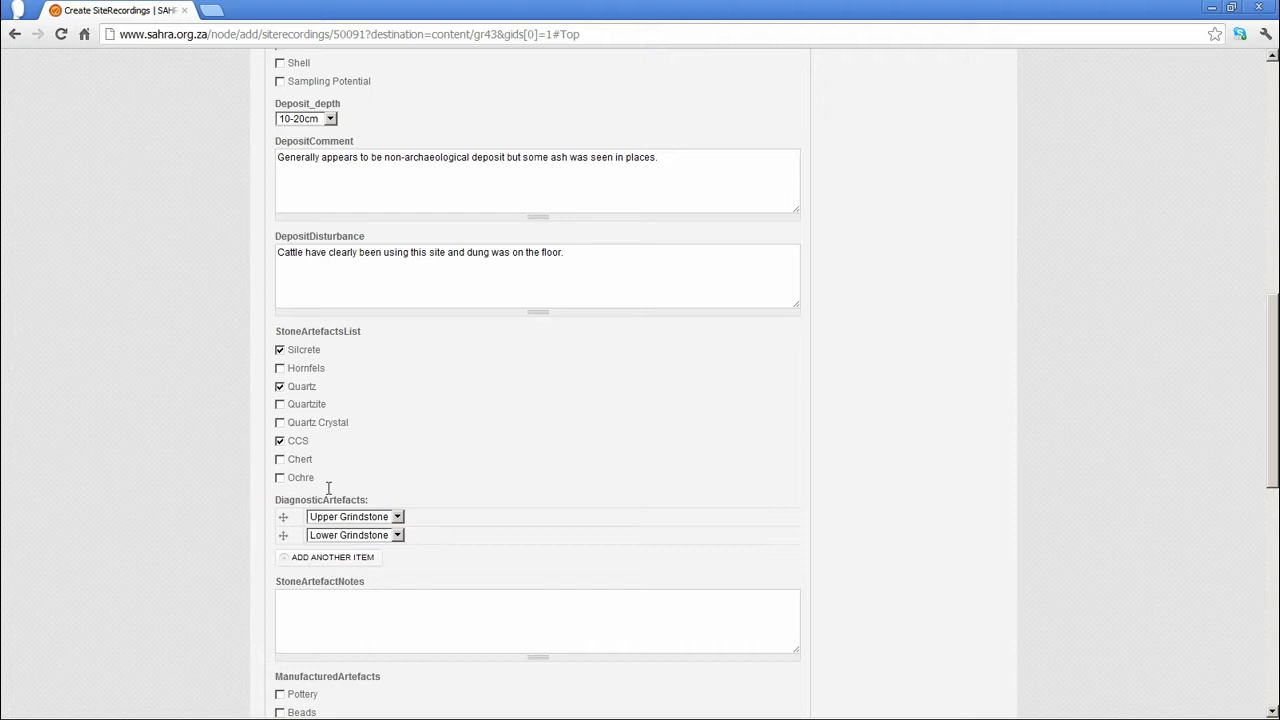 Create SiteRecordings | SAH
www.sahra.org.za/node/add/siterecordings/50091?destination=content/gr43&gids[0]=1#Top
Shell
Sampling Potential
Deposit_depth
10-20cm
DepositComment
Generally appears to be non-archaeological deposit but some ash was seen in places.
DepositDisturbance
Cattle have clearly been using this site and dung was on the floor.
StoneArtefactsList
Silcrete
Hornfels
Quartz
Quartzite
Quartz Crystal
CCS
Chert
Ochre
DiagnosticArtefacts:
Upper Grindstone
Lower Grindstone
ADD ANOTHER ITEM
StoneArtefactNotes
ManufacturedArtefacts
Pottery
Beads